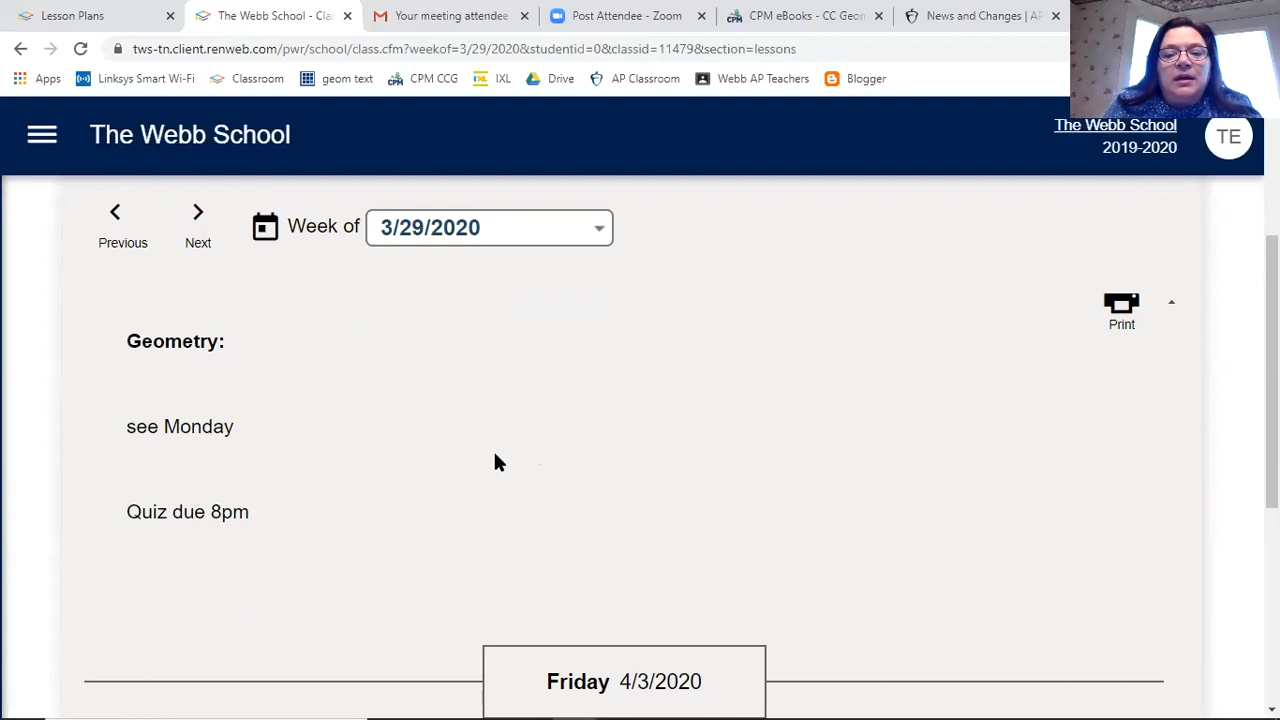 Lesson Plans
The Webb School - Cla
Your meeting attendee
Post Attendee - Zoom
CPM eBooks - CC Geon
News and Changes | AP
tws-tn.client.renweb.com/pwr/school/class.cfm?weekof=3/29/2020&studentid=0&classid=11479&section=lessons
Apps Linksys Smart Wi-Fi Classroom geom text CPM CCG IXL Drive AP Classroom Webb AP Teachers Blogger
The Webb School
The Webb School
2019-2020
TE
Previous
Next
Week of 3/29/2020
Print
Geometry:
see Monday
Quiz due 8pm
Friday 4/3/2020